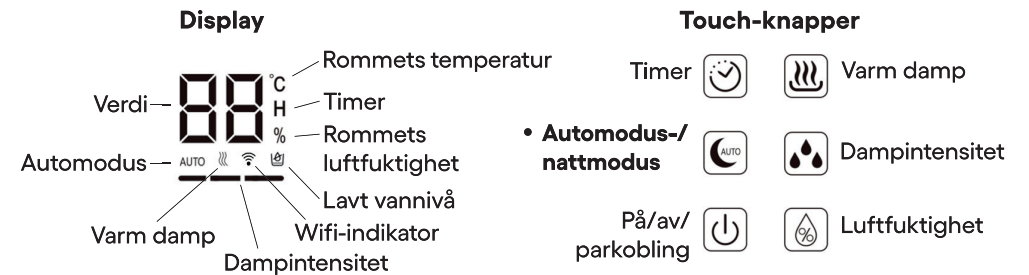 Display
Touch-knapper
Rommets temperatur
°C
Verdi
88
H
Timer
%
Rommets
luftfuktighet
Automodus
AUTO
Lavt vannivå
Varm damp
Wifi-indikator
Dampintensitet
Timer
Varm damp
• Automodus-/
nattmodus
AUTO
Dampintensitet
På/av/
parkobling
%
Luftfuktighet